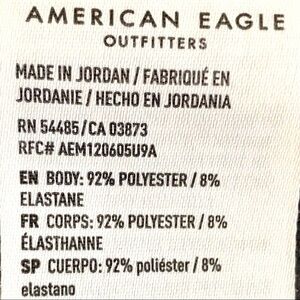 AMERICAN EAGLE
OUTFITTERS
MADE IN JORDAN / FABRIQUÉ EN
JORDANIE / HECHO EN JORDANIA
RN 54485/CA 03873
RFC# AEM120605U9A
EN BODY: 92% POLYESTER / 8%
ELASTANE
FR CORPS: 92% POLYESTER / 8%
ÉLASTHANNE
SP CUERPO: 92% poliéster / 8%
elastano